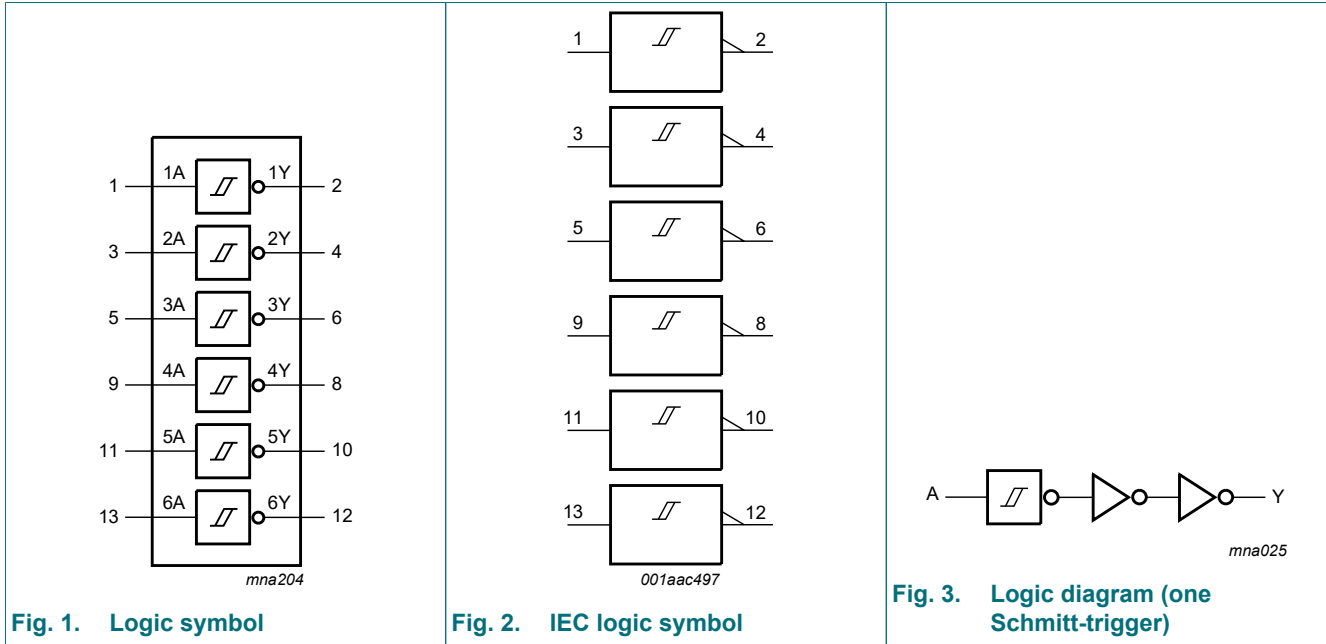 1 1A 1Y 2
3 2A 2Y 4
5 3A 3Y 6
9 4A 4Y 8
11 5A 5Y 10
13 6A 6Y 12
mna204
Fig. 1. Logic symbol
1 2
3 4
5 6
9 8
11 10
13 12
001aac497
Fig. 2. IEC logic symbol
A Y
mna025
Fig. 3. Logic diagram (one
Schmitt-trigger)